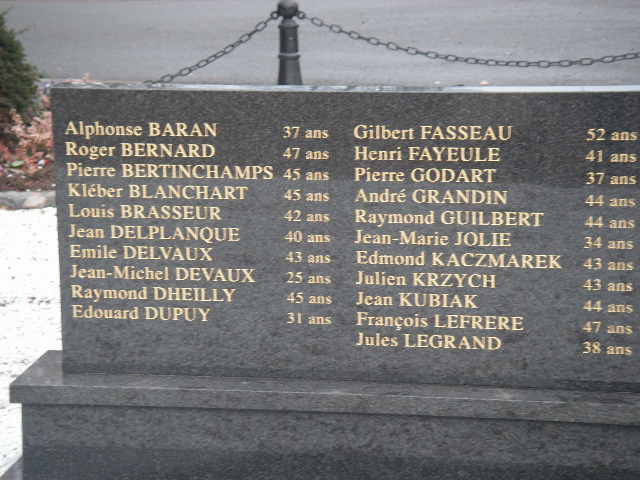 Alphonse BARAN 37 ans
Roger BERNARD 47 ans
Pierre BERTINCHAMPS 45 ans
Kléber BLANCHART 45 ans
Louis BRASSEUR 42 ans
Jean DELPLANQUE 40 ans
Emile DELVAUX 43 ans
Jean-Michel DEVAUX 25 ans
Raymond DHEILLY 45 ans
Edouard DUPUY 31 ans
Gilbert FASSEAU 52 ans
Henri FAYEULE 41 ans
Pierre GODART 37 ans
André GRANDIN 44 ans
Raymond GUILBERT 44 ans
Jean-Marie JOLIE 34 ans
Edmond KACZMAREK 43 ans
Julien KRZYCH 43 ans
Jean KUBIAK 44 ans
François LEFRERE 47 ans
Jules LEGRAND 38 ans